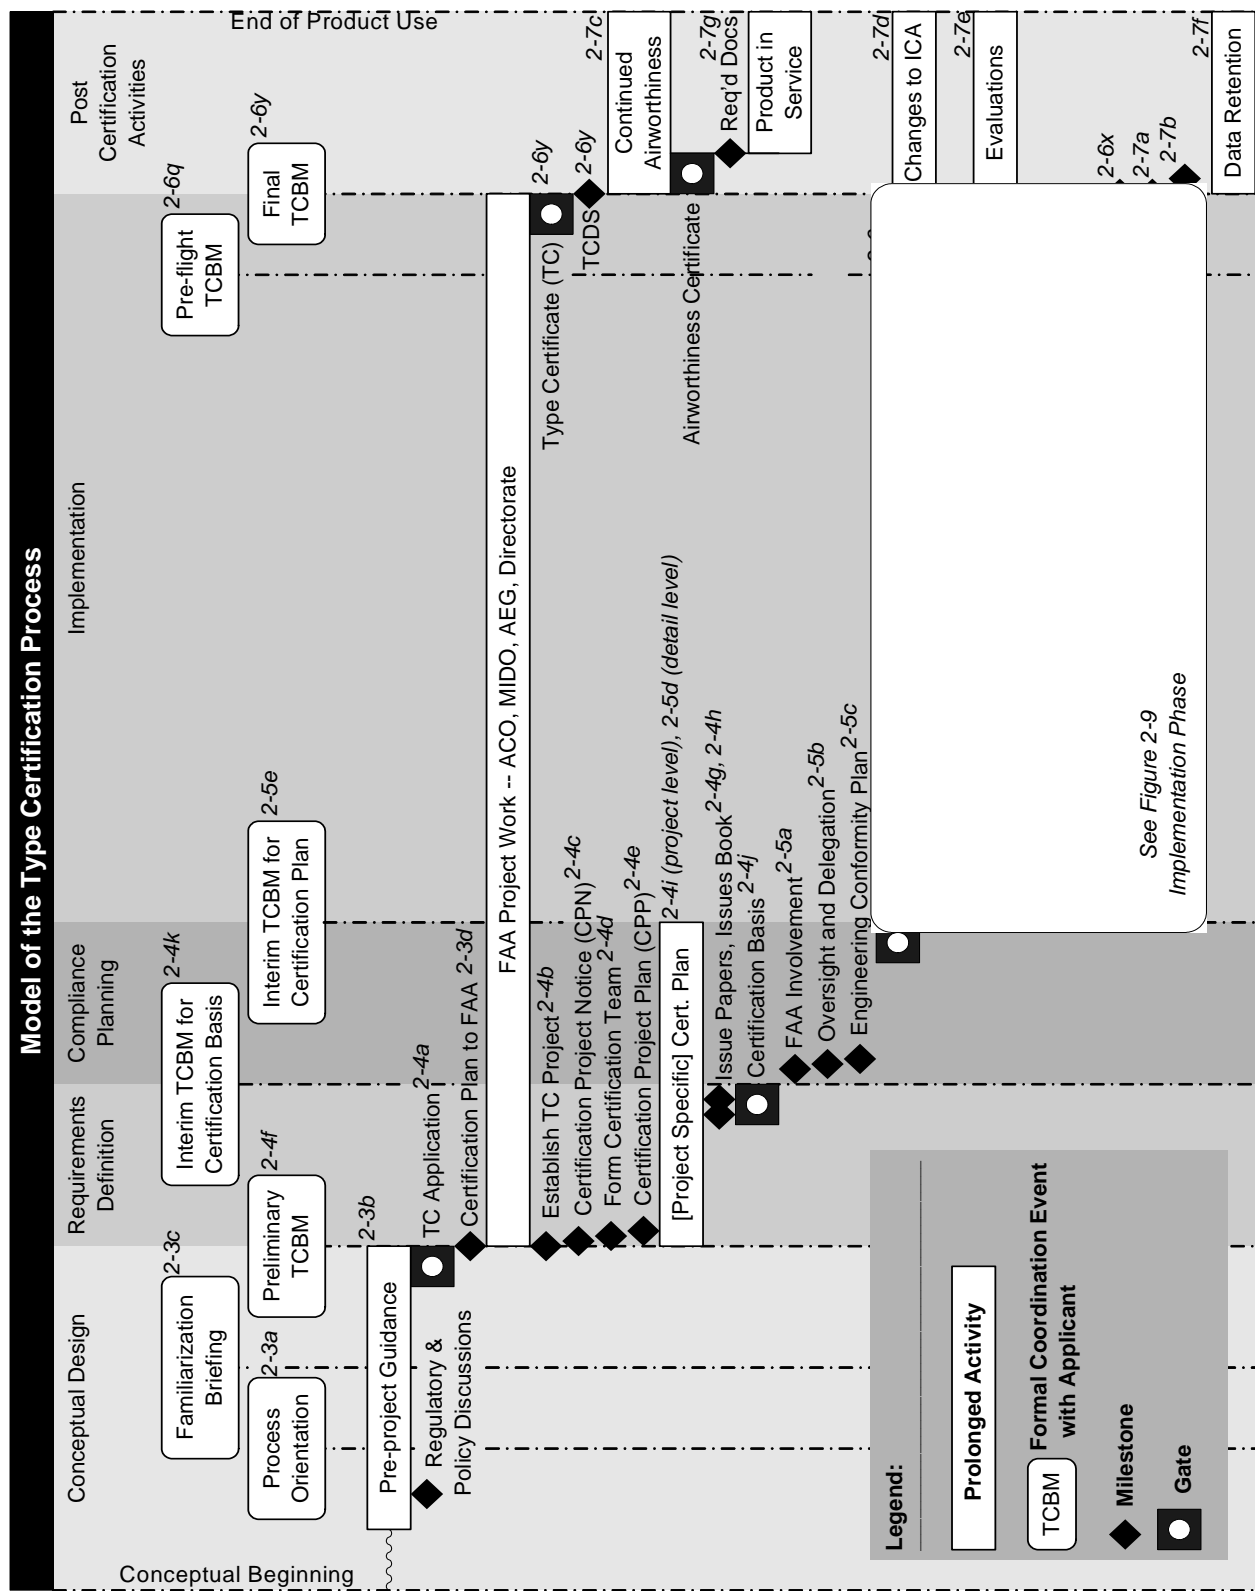 Model of the Type Certification Process
Conceptual Design
Requirements
Definition
Compliance
Planning
Implementation
Post
Certification
Activities
Conceptual Beginning
End of Product Use
Familiarization
Briefing
2-3c
Interim TCBM for
Certification Basis
2-4k
Pre-flight
TCBM
2-6q
Process
Orientation
2-3a
Preliminary
TCBM
2-4f
Interim TCBM for
Certification Plan
2-5e
Final
TCBM
2-6y
Pre-project Guidance
2-3b
Regulatory &
Policy Discussions
TC Application 2-4a
Certification Plan to FAA 2-3d
FAA Project Work -- ACO, MIDO, AEG, Directorate
Establish TC Project 2-4b
Type Certificate (TC)
2-6y
Certification Project Notice (CPN) 2-4c
TCDS
2-6y
Form Certification Team 2-4d
Continued
Airworthiness
2-7c
Certification Project Plan (CPP) 2-4e
[Project Specific] Cert. Plan
2-4i (project level), 2-5d (detail level)
Airworthiness Certificate
2-7g
Req'd Docs
Issue Papers, Issues Book 2-4g, 2-4h
Certification Basis 2-4j
Product in
Service
FAA Involvement 2-5a
Oversight and Delegation 2-5b
Engineering Conformity Plan 2-5c
2-7d
Changes to ICA
2-7e
Evaluations
2-6x
2-7a
2-7b
2-7f
Data Retention
See Figure 2-9
Implementation Phase
Legend:
Prolonged Activity
TCBM
Formal Coordination Event
with Applicant
Milestone
Gate